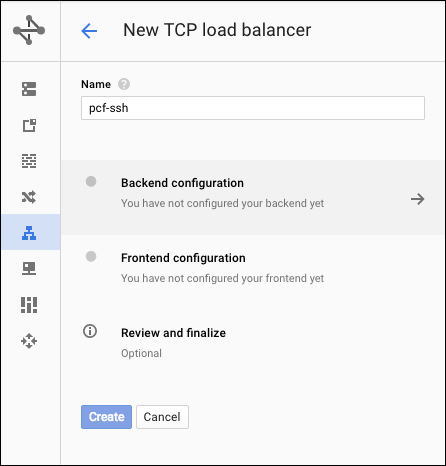 New TCP load balancer
Name ?
pcf-ssh
Backend configuration
You have not configured your backend yet
Frontend configuration
You have not configured your frontend yet
Review and finalize
Optional
Create Cancel